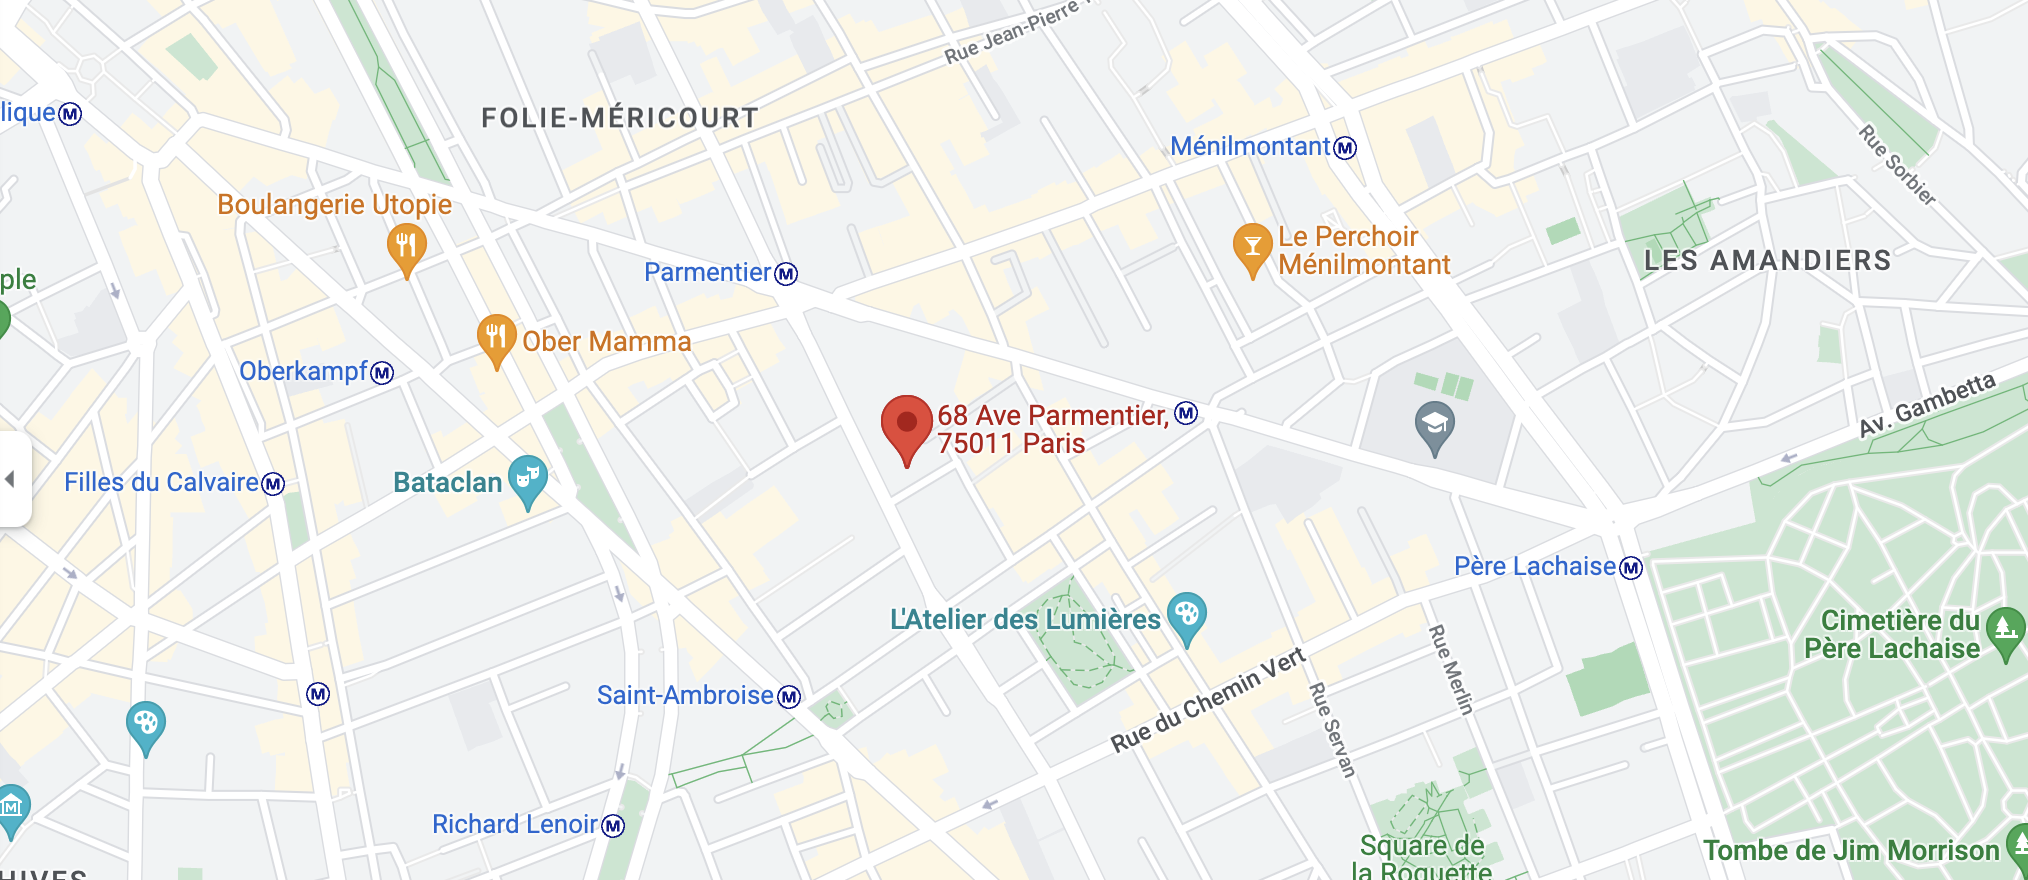 Rue Jean-Pierre
lique
FOLIE-MÉRICOURT
Ménilmontant
Rue Sorbier
Boulangerie Utopie
Le Perchoir
Ménilmontant
LES AMANDIERS
Parmentier
ple
Ober Mamma
Oberkampf
Av. Gambetta
68 Ave Parmentier,
75011 Paris
Filles du Calvaire
Bataclan
Père Lachaise
L'Atelier des Lumières
Cimetière du
Père Lachaise
Rue du Chemin Vert
Rue Merlin
Rue Servan
Saint-Ambroise
Richard Lenoir
Square de
la Roquette
Tombe de Jim Morrison
HIVES